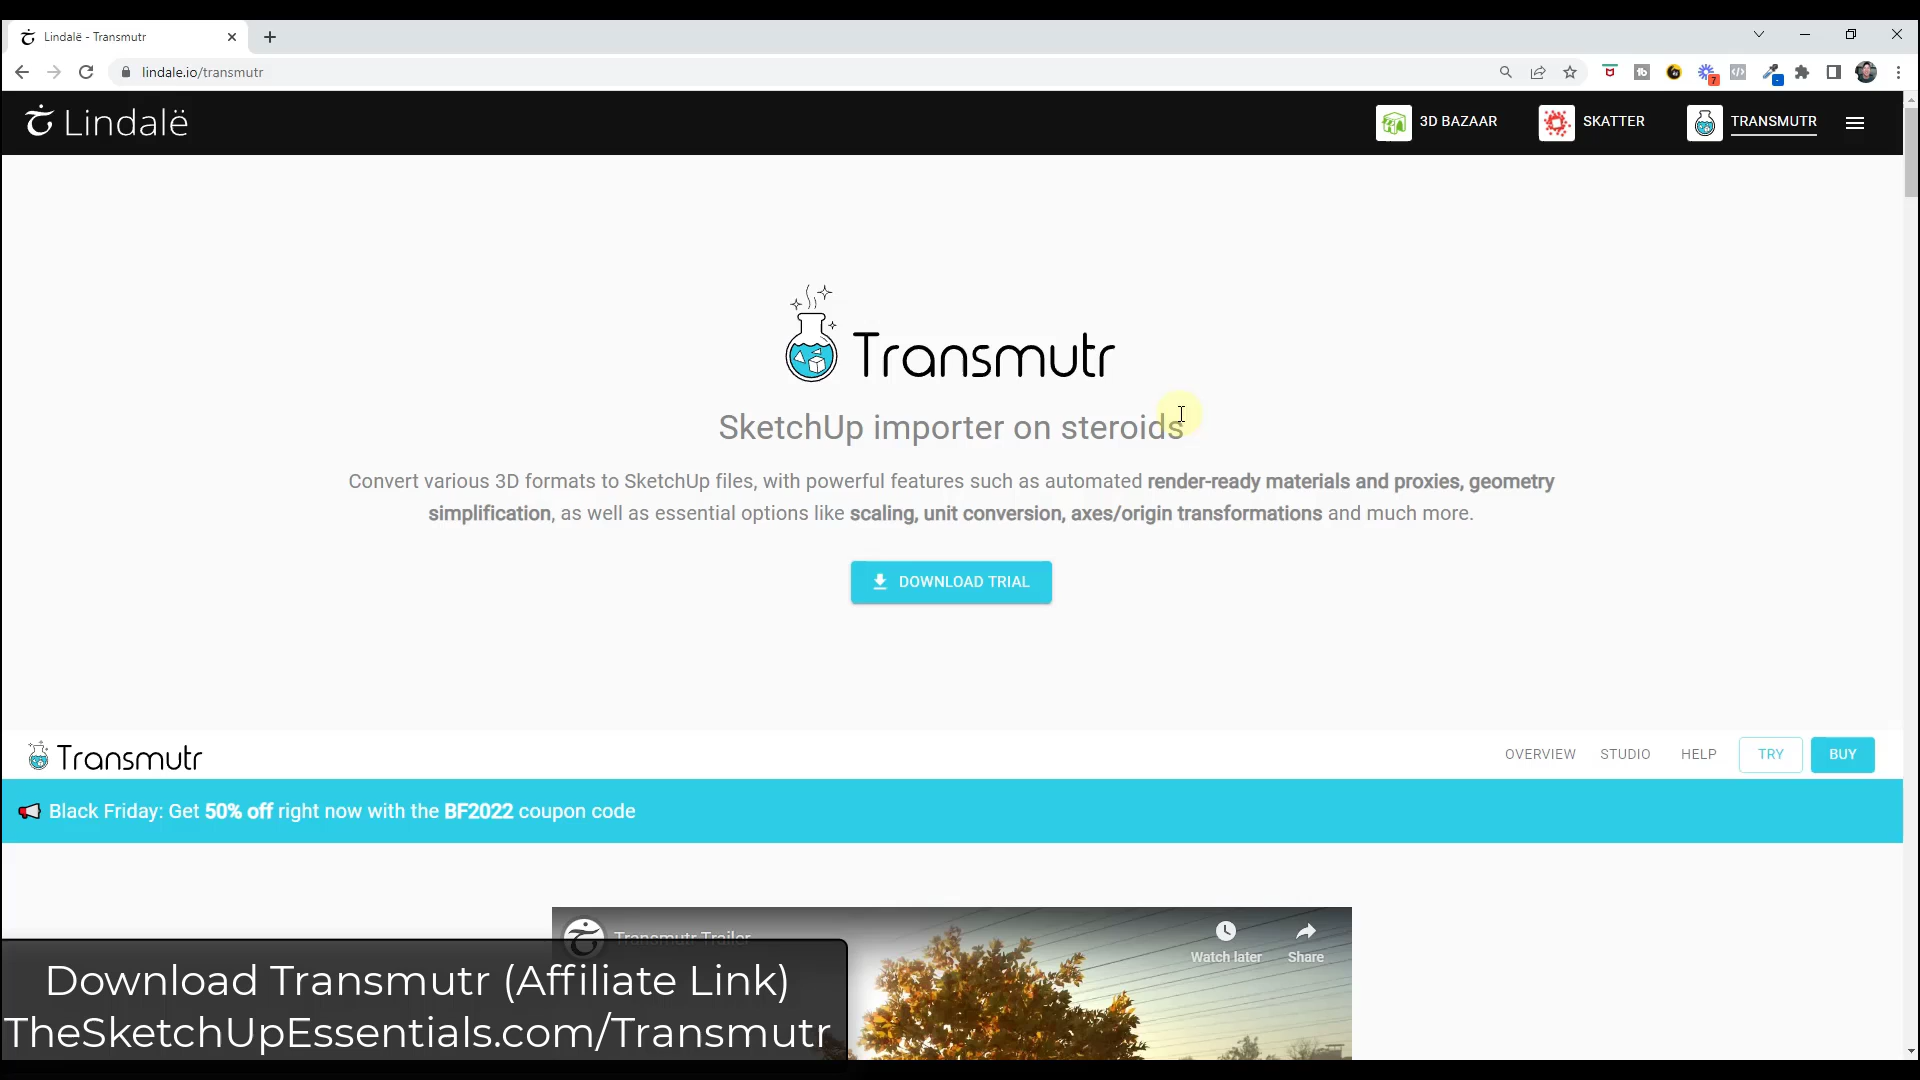 Lindalë - Transmutr
lindale.io/transmutr
7
Lindalë
3D BAZAAR
SKATTER
TRANSMUTR
Transmutr
SketchUp importer on steroids
Convert various 3D formats to SketchUp files, with powerful features such as automated render-ready materials and proxies, geometry
simplification, as well as essential options like scaling, unit conversion, axes/origin transformations and much more.
DOWNLOAD TRIAL
Transmutr
OVERVIEW
STUDIO
HELP
TRY
BUY
Black Friday: Get 50% off right now with the BF2022 coupon code
Transmutr Trailer
Watch later
Share
Download Transmutr (Affiliate Link)
TheSketchUpEssentials.com/Transmutr